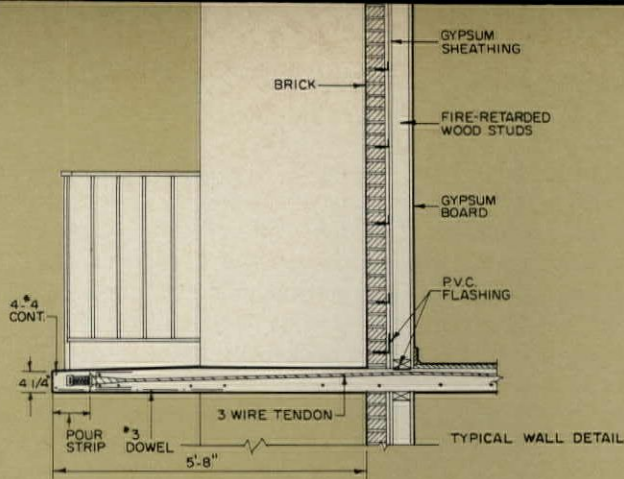 GYPSUM
SHEATHING
BRICK
FIRE-RETARDED
WOOD STUDS
GYPSUM
BOARD
P.V.C.
FLASHING
4-#4
CONT.
4 1/4"
3 WIRE TENDON
POUR
STRIP
#3
DOWEL
TYPICAL WALL DETAIL
5'-8"